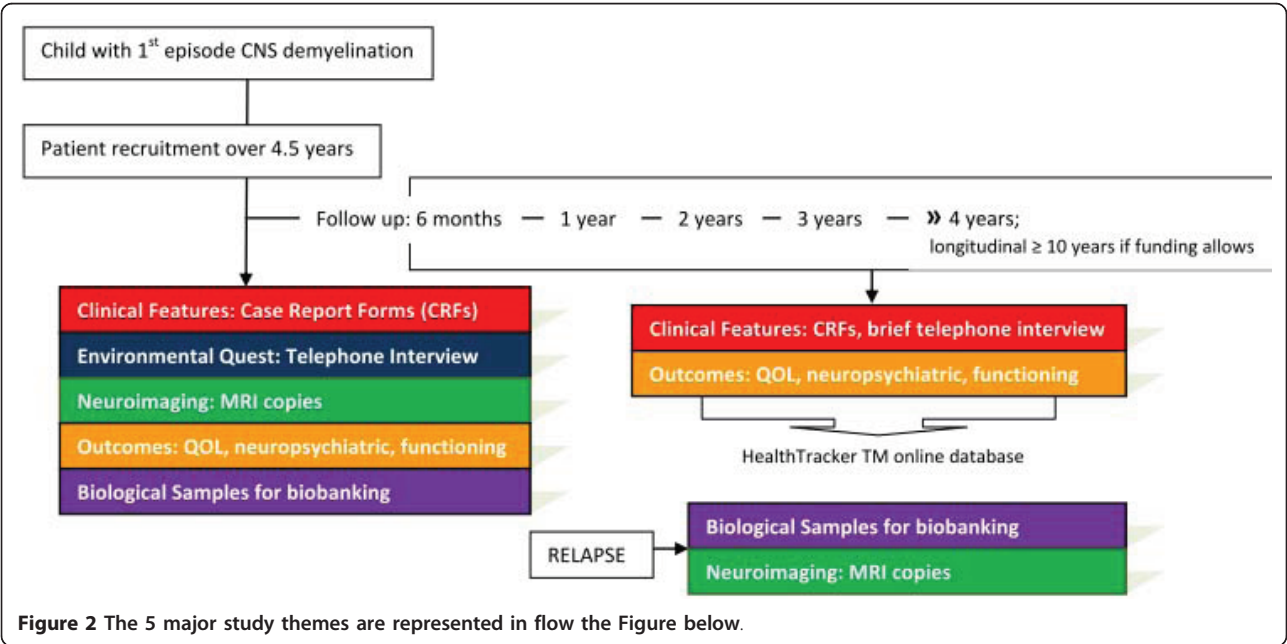 Child with 1st episode CNS demyelination
Patient recruitment over 4.5 years
Follow up: 6 months — 1 year — 2 years — 3 years — » 4 years;
longitudinal ≥ 10 years if funding allows
Clinical Features: Case Report Forms (CRFs)
Environmental Quest: Telephone Interview
Neuroimaging: MRI copies
Outcomes: QOL, neuropsychiatric, functioning
Biological Samples for biobanking
Clinical Features: CRFs, brief telephone interview
Outcomes: QOL, neuropsychiatric, functioning
HealthTracker TM online database
RELAPSE
Biological Samples for biobanking
Neuroimaging: MRI copies
Figure 2 The 5 major study themes are represented in flow the Figure below.